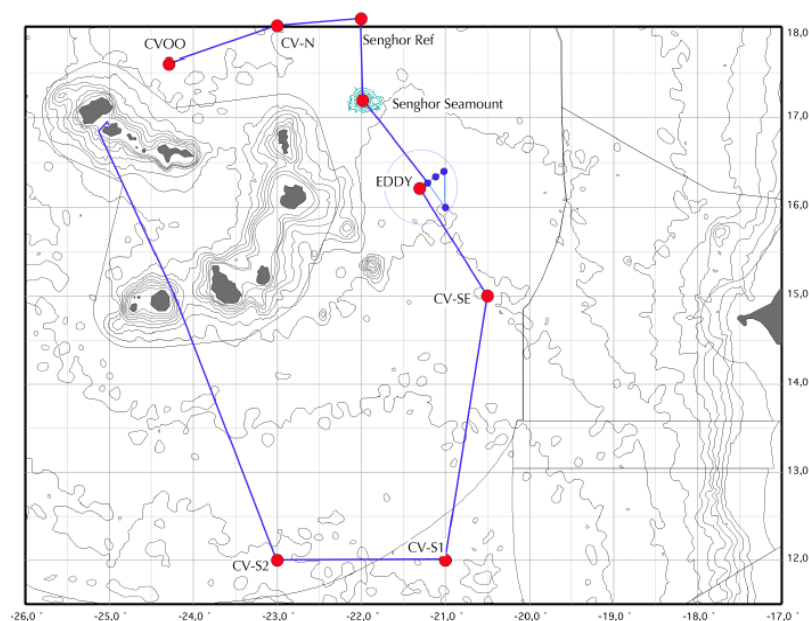 18,0
CVOO
CV-N
Senghor Ref
Senghor Seamount
17,0
EDDY
16,0
CV-SE
15,0
14,0
13,0
CV-S1
CV-S2
12,0
-26,0 ° -25,0 -24,0 -23,0 -22,0 -21,0 -20,0 ° -19,0 ° -18,0 ° -17,0 °